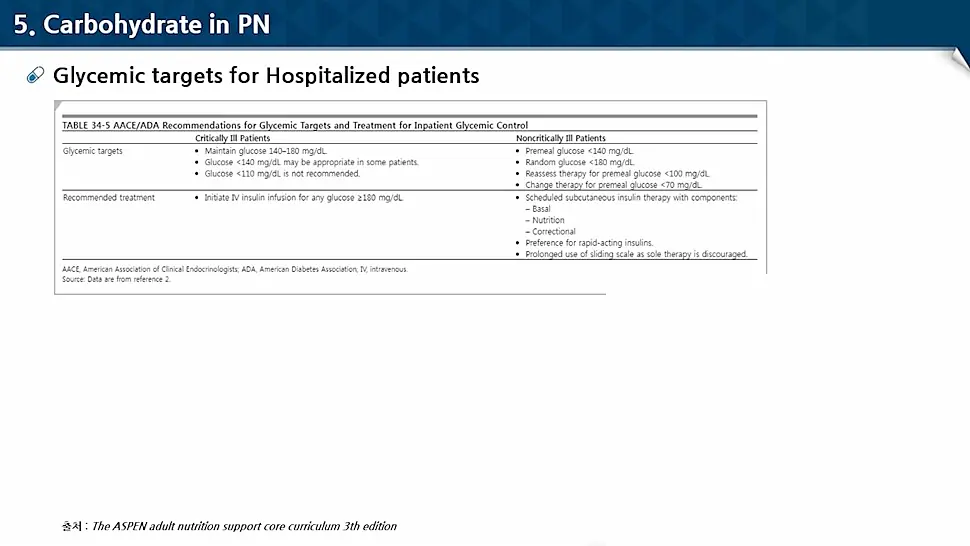 5. Carbohydrate in PN
Glycemic targets for Hospitalized patients
TABLE 34-5 AACE/ADA Recommendations for Glycemic Targets and Treatment for Inpatient Glycemic Control
Critically Ill Patients Noncritically Ill Patients
Glycemic targets • Maintain glucose 140–180 mg/dL. • Premeal glucose <140 mg/dL.
• Glucose <140 mg/dL may be appropriate in some patients. • Random glucose <180 mg/dL.
• Glucose <110 mg/dL is not recommended. • Reassess therapy for premeal glucose <100 mg/dL.
• Change therapy for premeal glucose <70 mg/dL.
Recommended treatment • Initiate IV insulin infusion for any glucose ≥180 mg/dL. • Scheduled subcutaneous insulin therapy with components:
– Basal
– Nutrition
– Correctional
• Preference for rapid-acting insulins.
• Prolonged use of sliding scale as sole therapy is discouraged.
AACE, American Association of Clinical Endocrinologists; ADA, American Diabetes Association; IV, intravenous.
Source: Data are from reference 2.
출처 : The ASPEN adult nutrition support core curriculum 3th edition